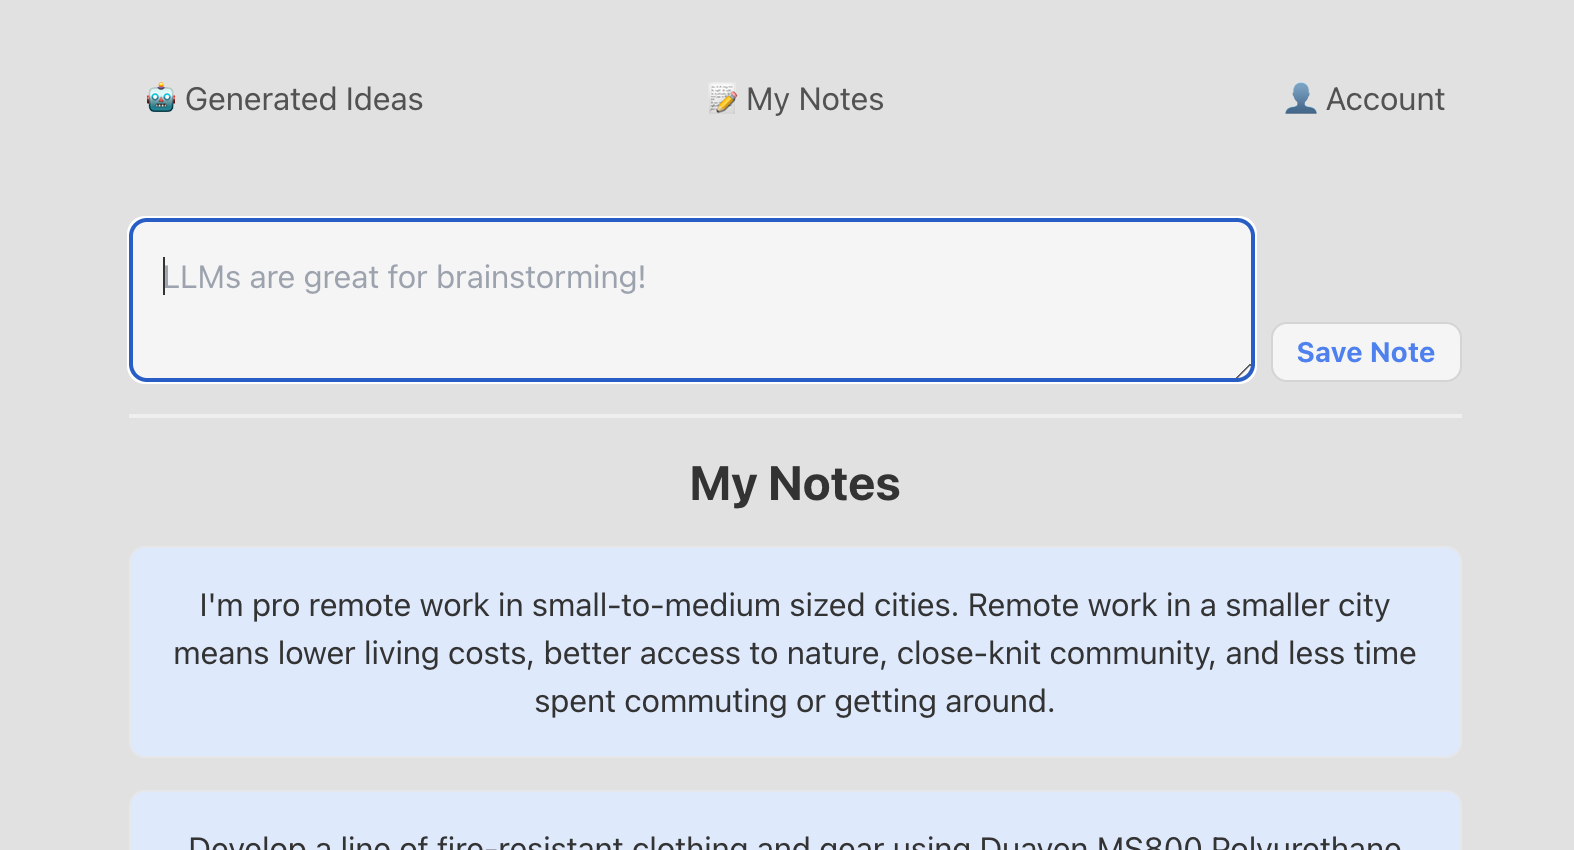 Generated Ideas
My Notes
Account
LLMs are great for brainstorming!
Save Note
My Notes
I'm pro remote work in small-to-medium sized cities. Remote work in a smaller city
means lower living costs, better access to nature, close-knit community, and less time
spent commuting or getting around.
Develop a line of fire-resistant clothing and gear using Duayen MS800 Polyurethane